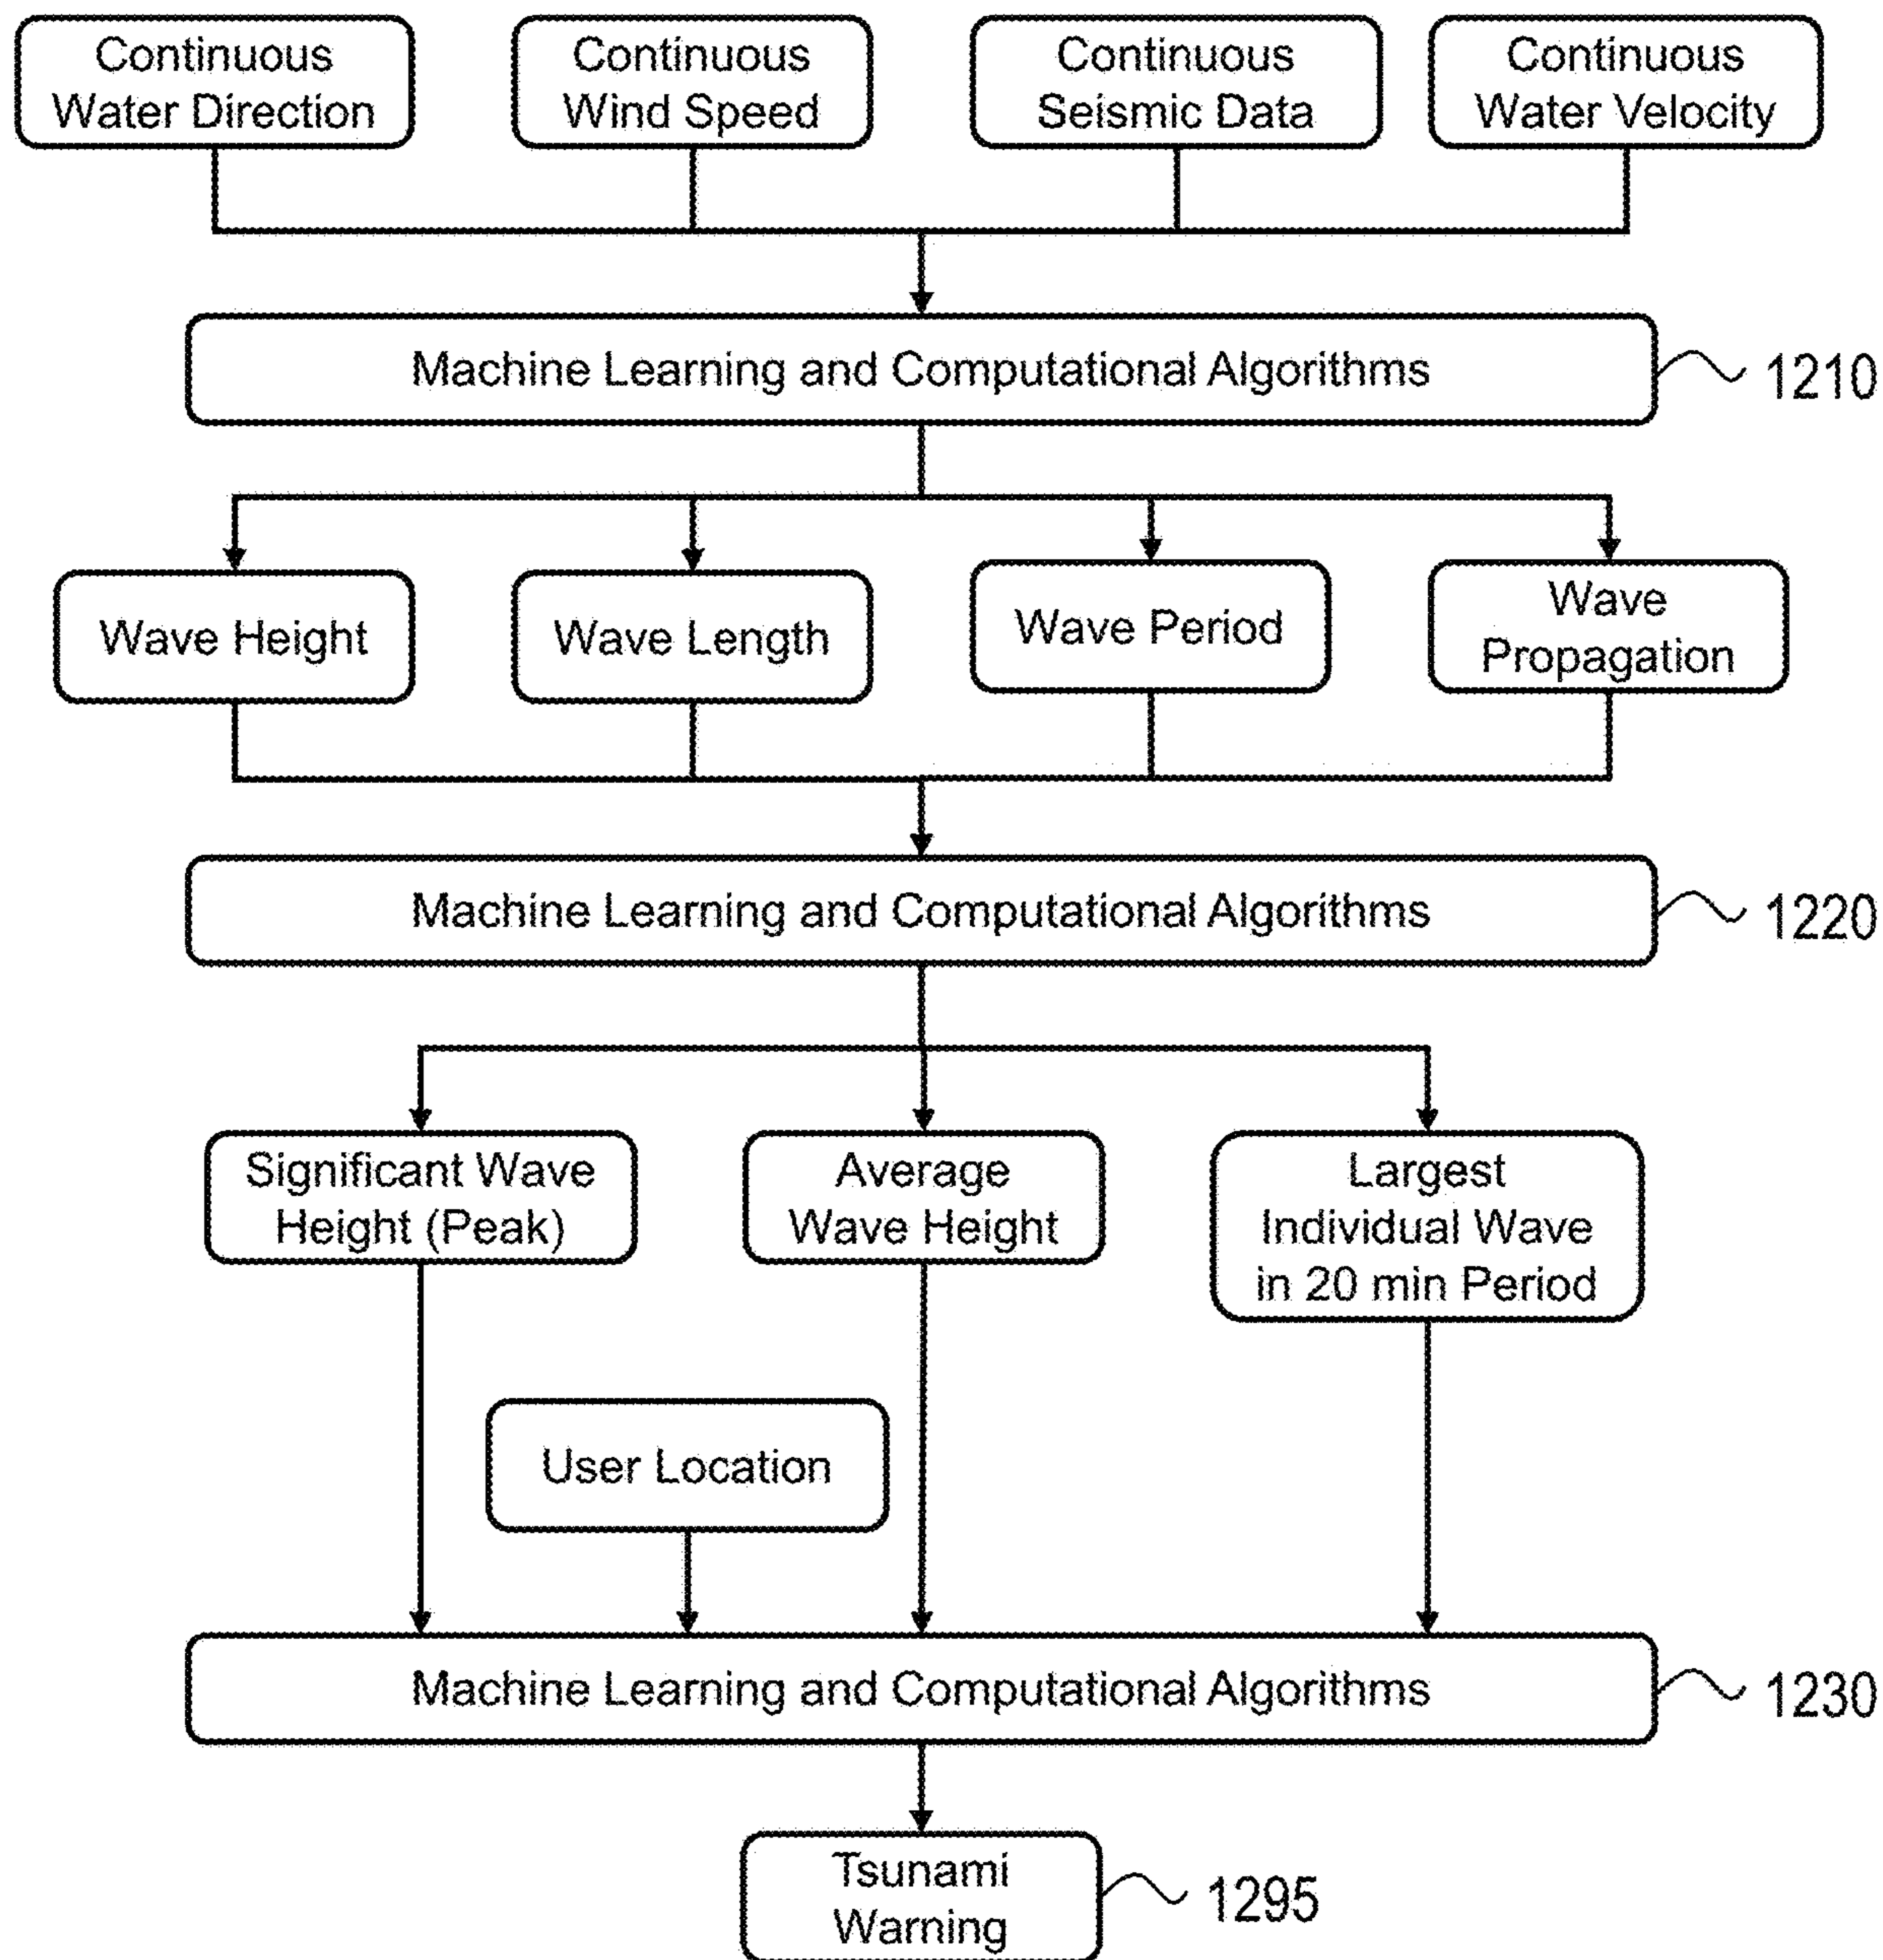 Continuous
Water Direction
Continuous
Wind Speed
Continuous
Seismic Data
Continuous
Water Velocity
Machine Learning and Computational Algorithms
1210
Wave Height
Wave Length
Wave Period
Wave
Propagation
Machine Learning and Computational Algorithms
1220
Significant Wave
Height (Peak)
Average
Wave Height
Largest
Individual Wave
in 20 min Period
User Location
Machine Learning and Computational Algorithms
1230
Tsunami
Warning
1295